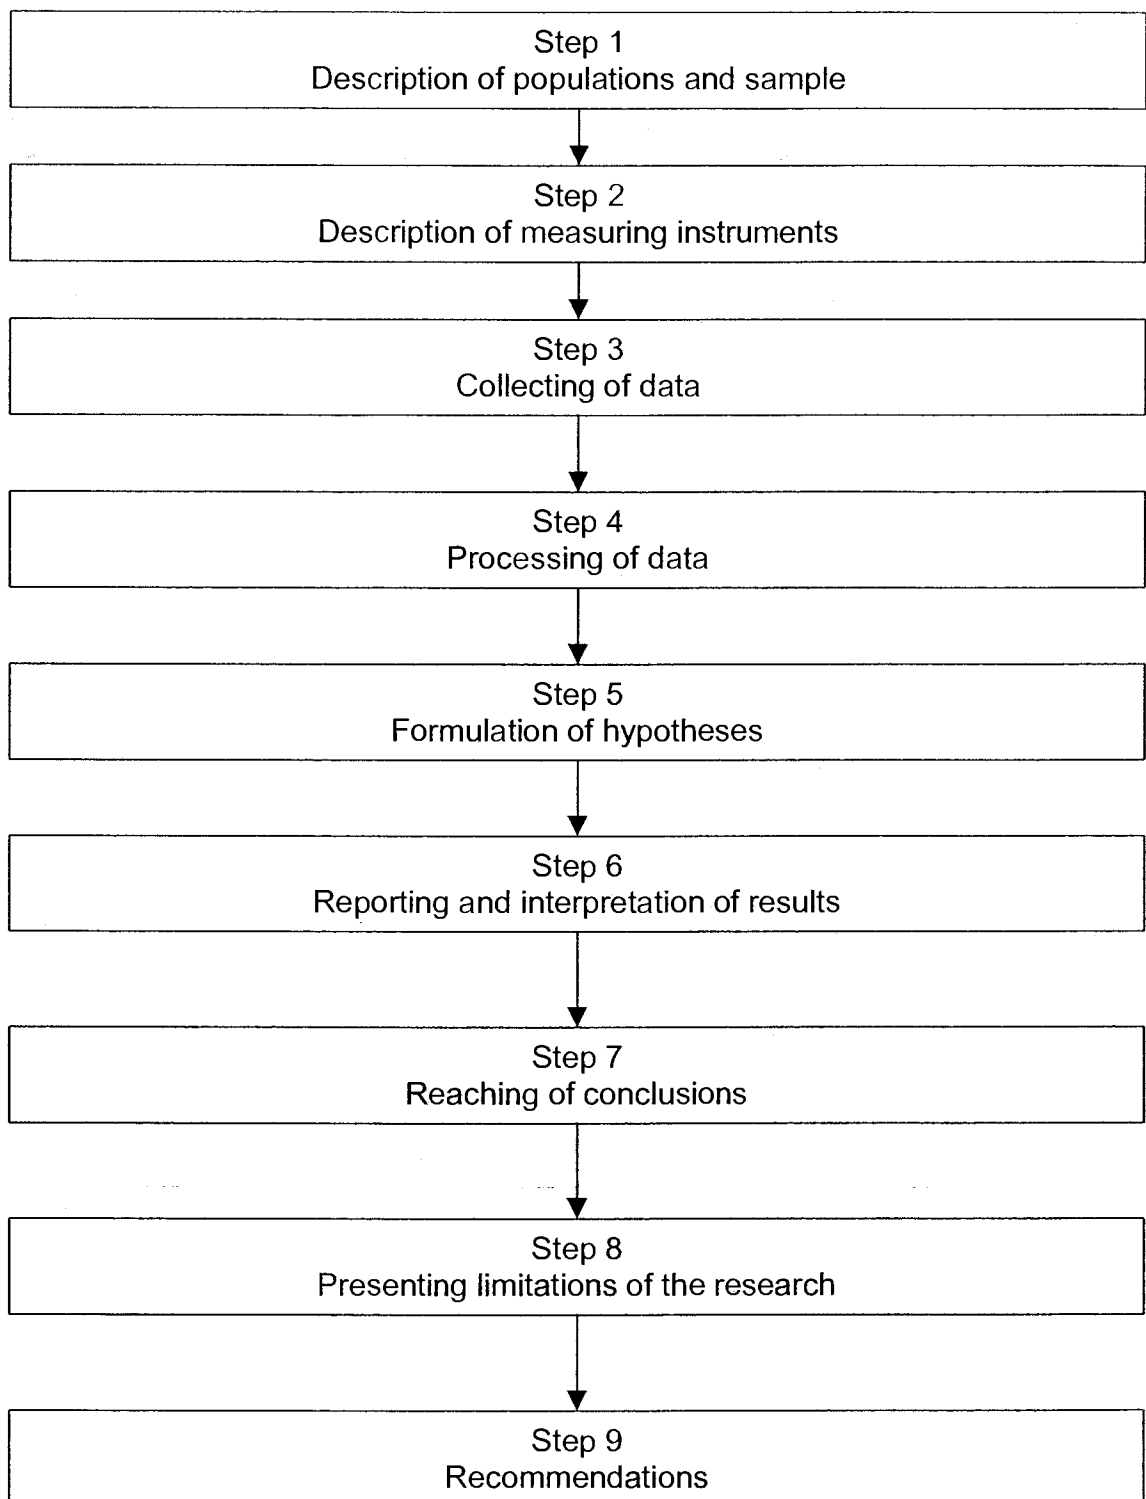 Step 1
Description of populations and sample
Step 2
Description of measuring instruments
Step 3
Collecting of data
Step 4
Processing of data
Step 5
Formulation of hypotheses
Step 6
Reporting and interpretation of results
Step 7
Reaching of conclusions
Step 8
Presenting limitations of the research
Step 9
Recommendations